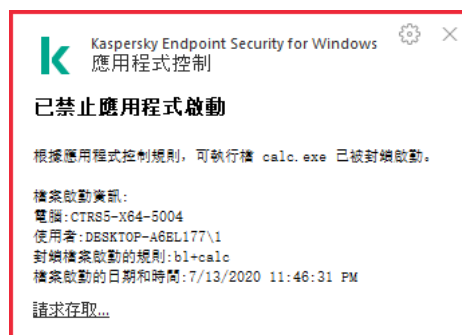 Kaspersky Endpoint Security for Windows
應用程式控制
已禁止應用程式啟動
根據應用程式控制規則，可執行檔 calc.exe 已被封鎖啟動。
檔案啟動資訊:
電腦:CTRS5-X64-5004
使用者:DESKTOP-A6EL177\1
封鎖檔案啟動的規則:bl+calc
檔案啟動的日期和時間:7/13/2020 11:46:31 PM
請求存取...